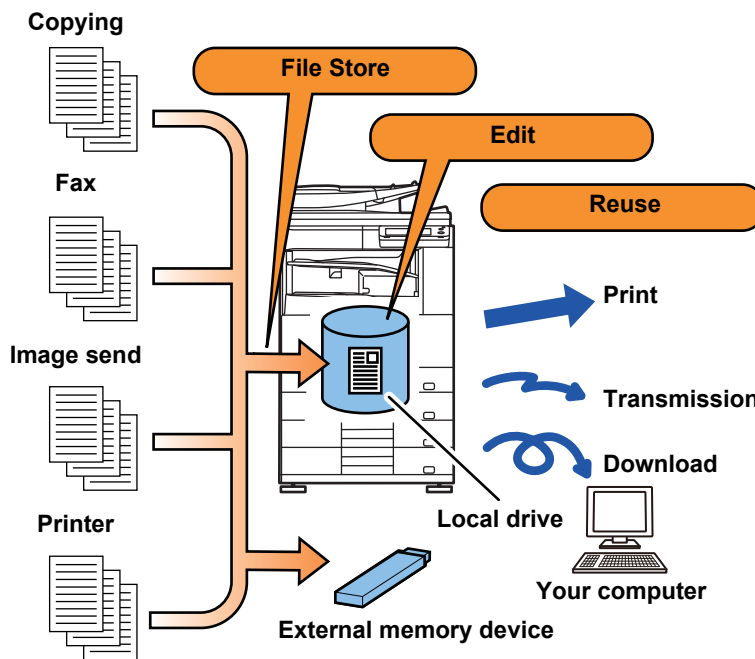 Copying
File Store
Edit
Fax
Reuse
Print
Image send
Transmission
Download
Printer
Local drive
Your computer
External memory device